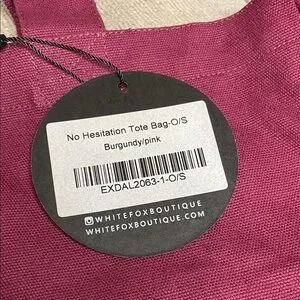 No Hesitation Tote Bag-O/S
Burgundy/pink
EXDAL2063-1-O/S
WHITEFOXBOUTIQUE
WHITEFOXBOUTIQUE.COM